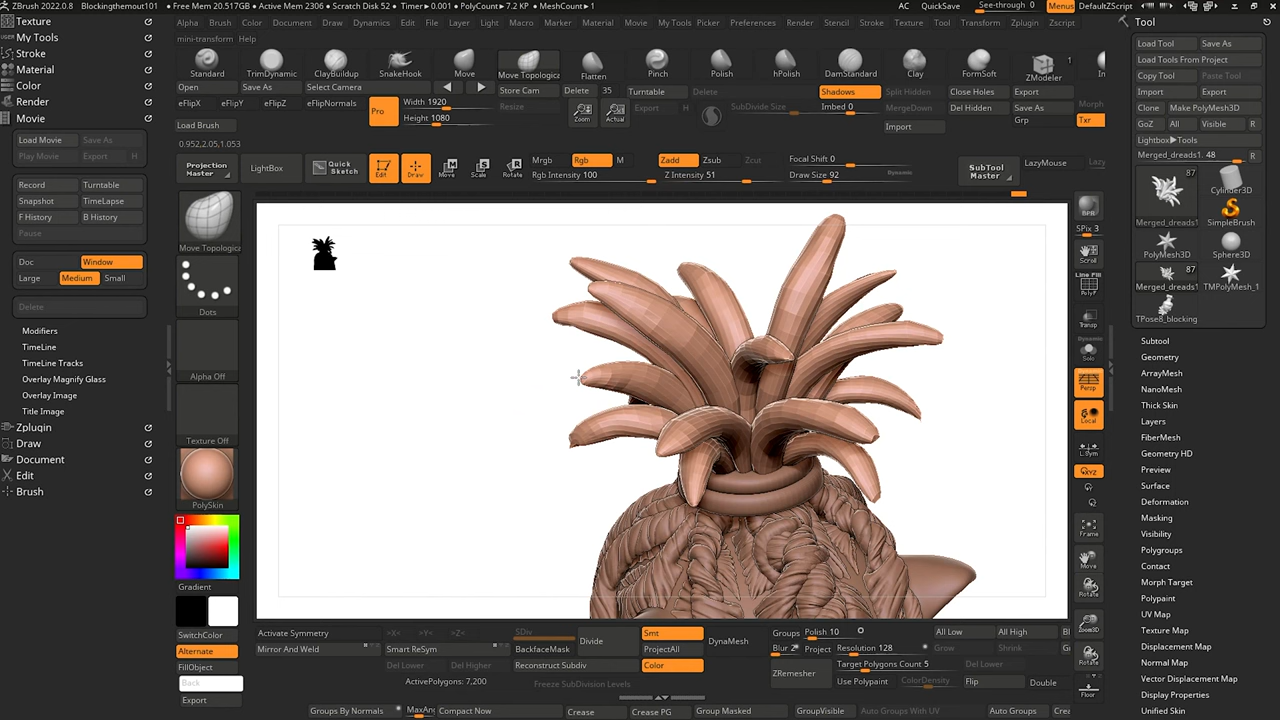 ZBrush 2022.0.8 Blockingthemout101 • Free Mem 20.517GB • Active Mem 2306 • Scratch Disk 52 • Timer▸0.001 • PolyCount▸7.2 KP • MeshCount▸1
AC QuickSave See-through 0 Menus DefaultZScript
Alpha Brush Color Document Draw Dynamics Edit File Layer Light Macro Marker Material Movie My Tools Picker Preferences Render Stencil Stroke Texture Tool Transform Zplugin Zscript
mini-transform Help
Texture
My Tools
Stroke
Material
Color
Render
Movie
Load Movie Save As
Play Movie Export H
Record Turntable
Snapshot TimeLapse
F History B History
Pause
Doc Window
Large Medium Small
Delete
Modifiers
TimeLine
TimeLine Tracks
Overlay Magnify Glass
Overlay Image
Title Image
Zplugin
Draw
Document
Edit
Brush
Standard TrimDynamic ClayBuildup SnakeHook Move Move Topologica Flatten Pinch Polish hPolish DamStandard Clay FormSoft ZModeler 1 In
Open Save As Select Camera Store Cam Delete 35 Turntable Delete Shadows Split Hidden Close Holes Export
eFlipX eFlipY eFlipZ eFlipNormals Pro Width 1920 Resize Zoom Actual Export H SubDivide Size Imbed 0 MergeDown Del Hidden Save As Morph
Height 1080 Import Grp Txr
Load Brush
0.952,2.05,1.053
Projection Master LightBox Quick Sketch Edit Draw Move Scale Rotate
Mrgb Rgb M Zadd Zsub Zcut Focal Shift 0
Rgb Intensity 100 Z Intensity 51 Draw Size 92 Dynamic
SubTool Master LazyMouse Lazy
Move Topologica
Dots
Alpha Off
Texture Off
PolySkin
Gradient
SwitchColor
Alternate
FillObject
Back
Export
BPR
SPix 3
Scroll
Line Fill
PolyF
Transp
Dynamic
Solo
Persp
Local
L.Sym
XYZ
Frame
Move
Rotate
Zoom3D
Rotate
Floor
Tool
Load Tool Save As
Load Tools From Project
Copy Tool Paste Tool
Import Export
Clone Make PolyMesh3D
GoZ All Visible R
Lightbox▸Tools
Merged_dreads1. 48 R
87
Merged_dreads1
Cylinder3D
SimpleBrush
PolyMesh3D Sphere3D
87
Merged_dreads1 TMPolyMesh_1
TPose8_blocking
Subtool
Geometry
ArrayMesh
NanoMesh
Thick Skin
Layers
FiberMesh
Geometry HD
Preview
Surface
Deformation
Masking
Visibility
Polygroups
Contact
Morph Target
Polypaint
UV Map
Texture Map
Displacement Map
Normal Map
Vector Displacement Map
Display Properties
Unified Skin
Activate Symmetry >X< >Y< >Z< SDiv Divide Smt DynaMesh Groups Polish 10 All Low All High Bl
Mirror And Weld Smart ReSym BackfaceMask ProjectAll Blur 2 Project Resolution 128 Grow Shrink Gr
Del Lower Del Higher Reconstruct Subdiv Color ZRemesher Target Polygons Count 5 Del Lower
ActivePolygons: 7,200 Freeze SubDivision Levels Use Polypaint ColorDensity Flip Double
Groups By Normals MaxAn Compact Now Crease Crease PG Group Masked GroupVisible Auto Groups With UV Auto Groups Crea